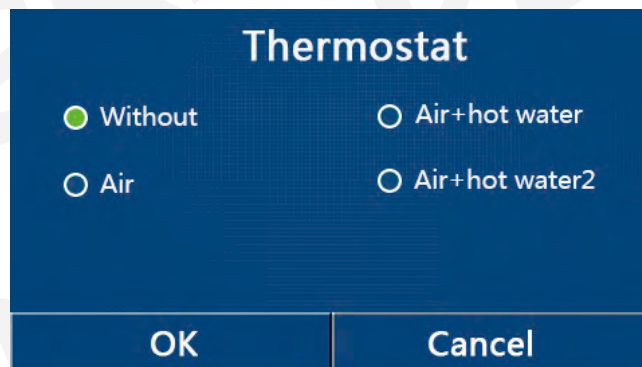 Thermostat
Without
Air+hot water
Air
Air+hot water2
OK
Cancel